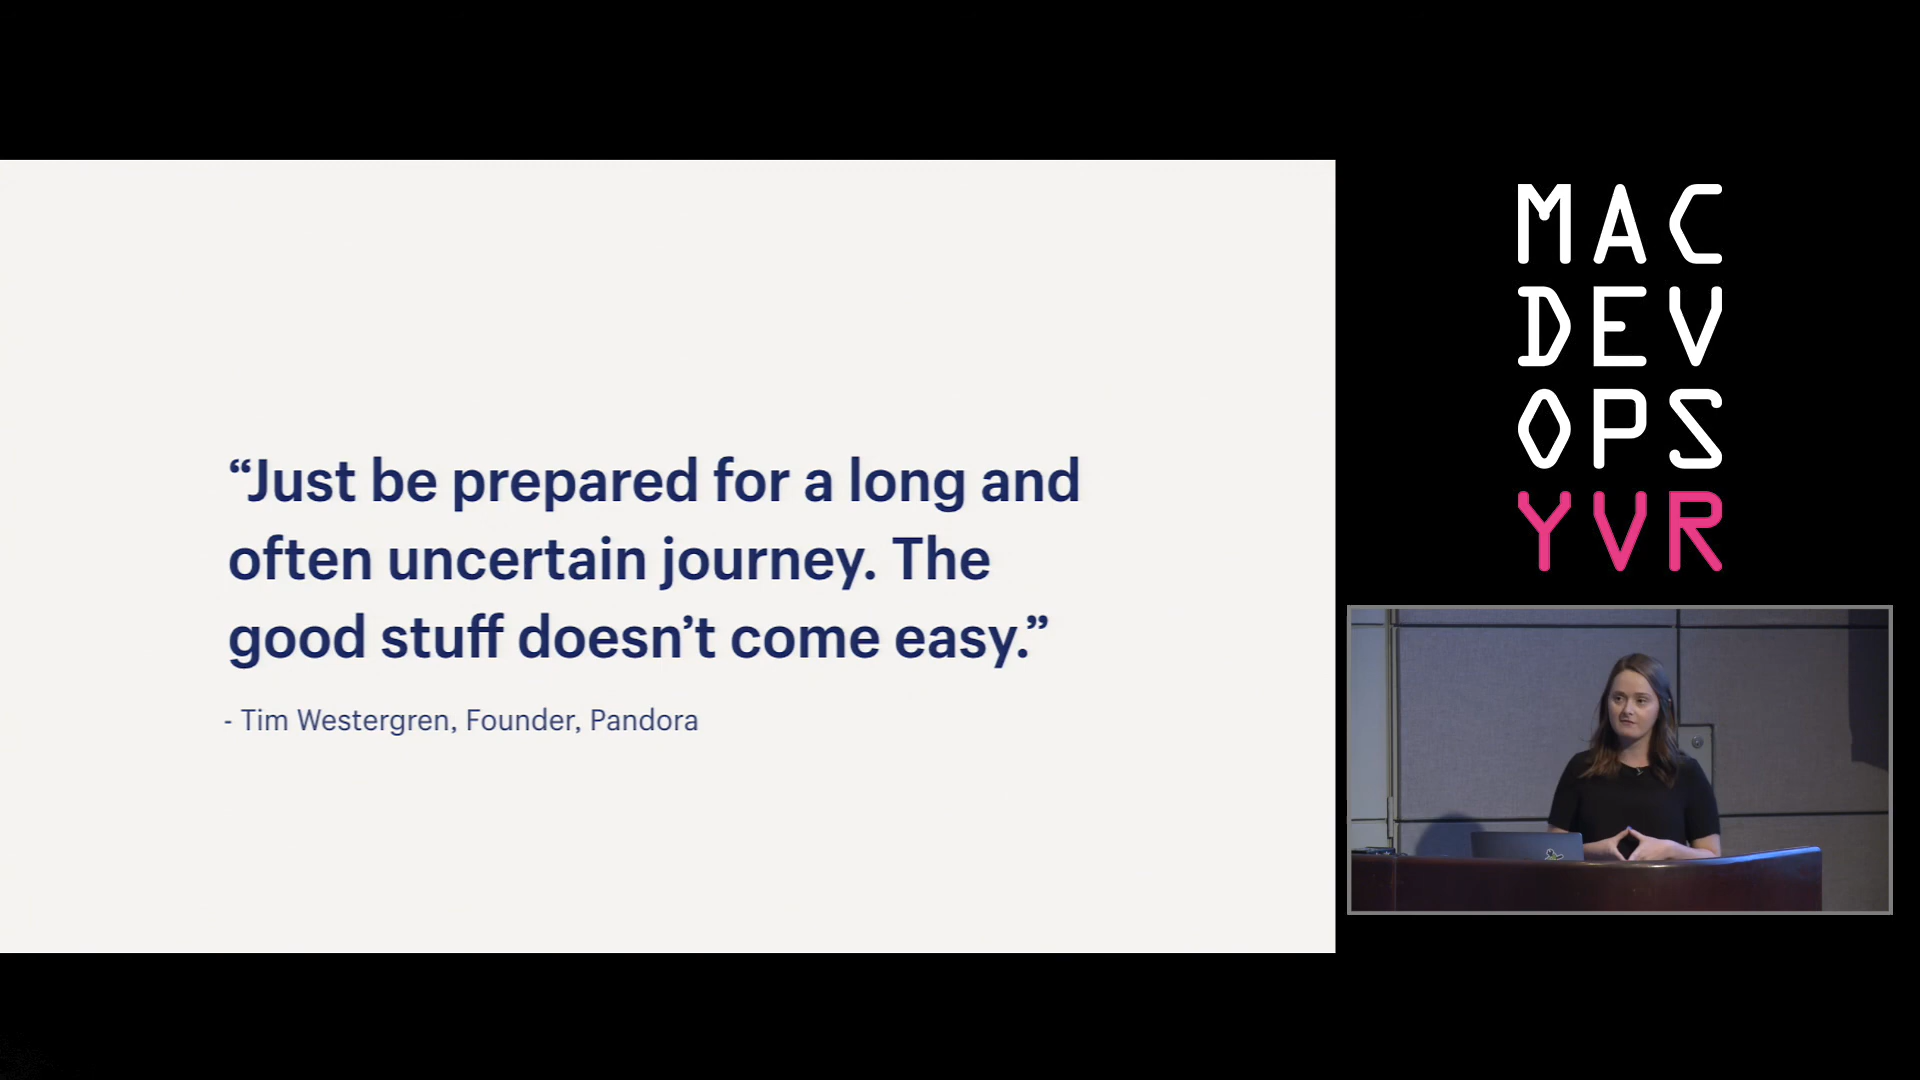 “Just be prepared for a long and
often uncertain journey. The
good stuff doesn’t come easy.”
- Tim Westergren, Founder, Pandora
MAC
DEV
OPS
YVR